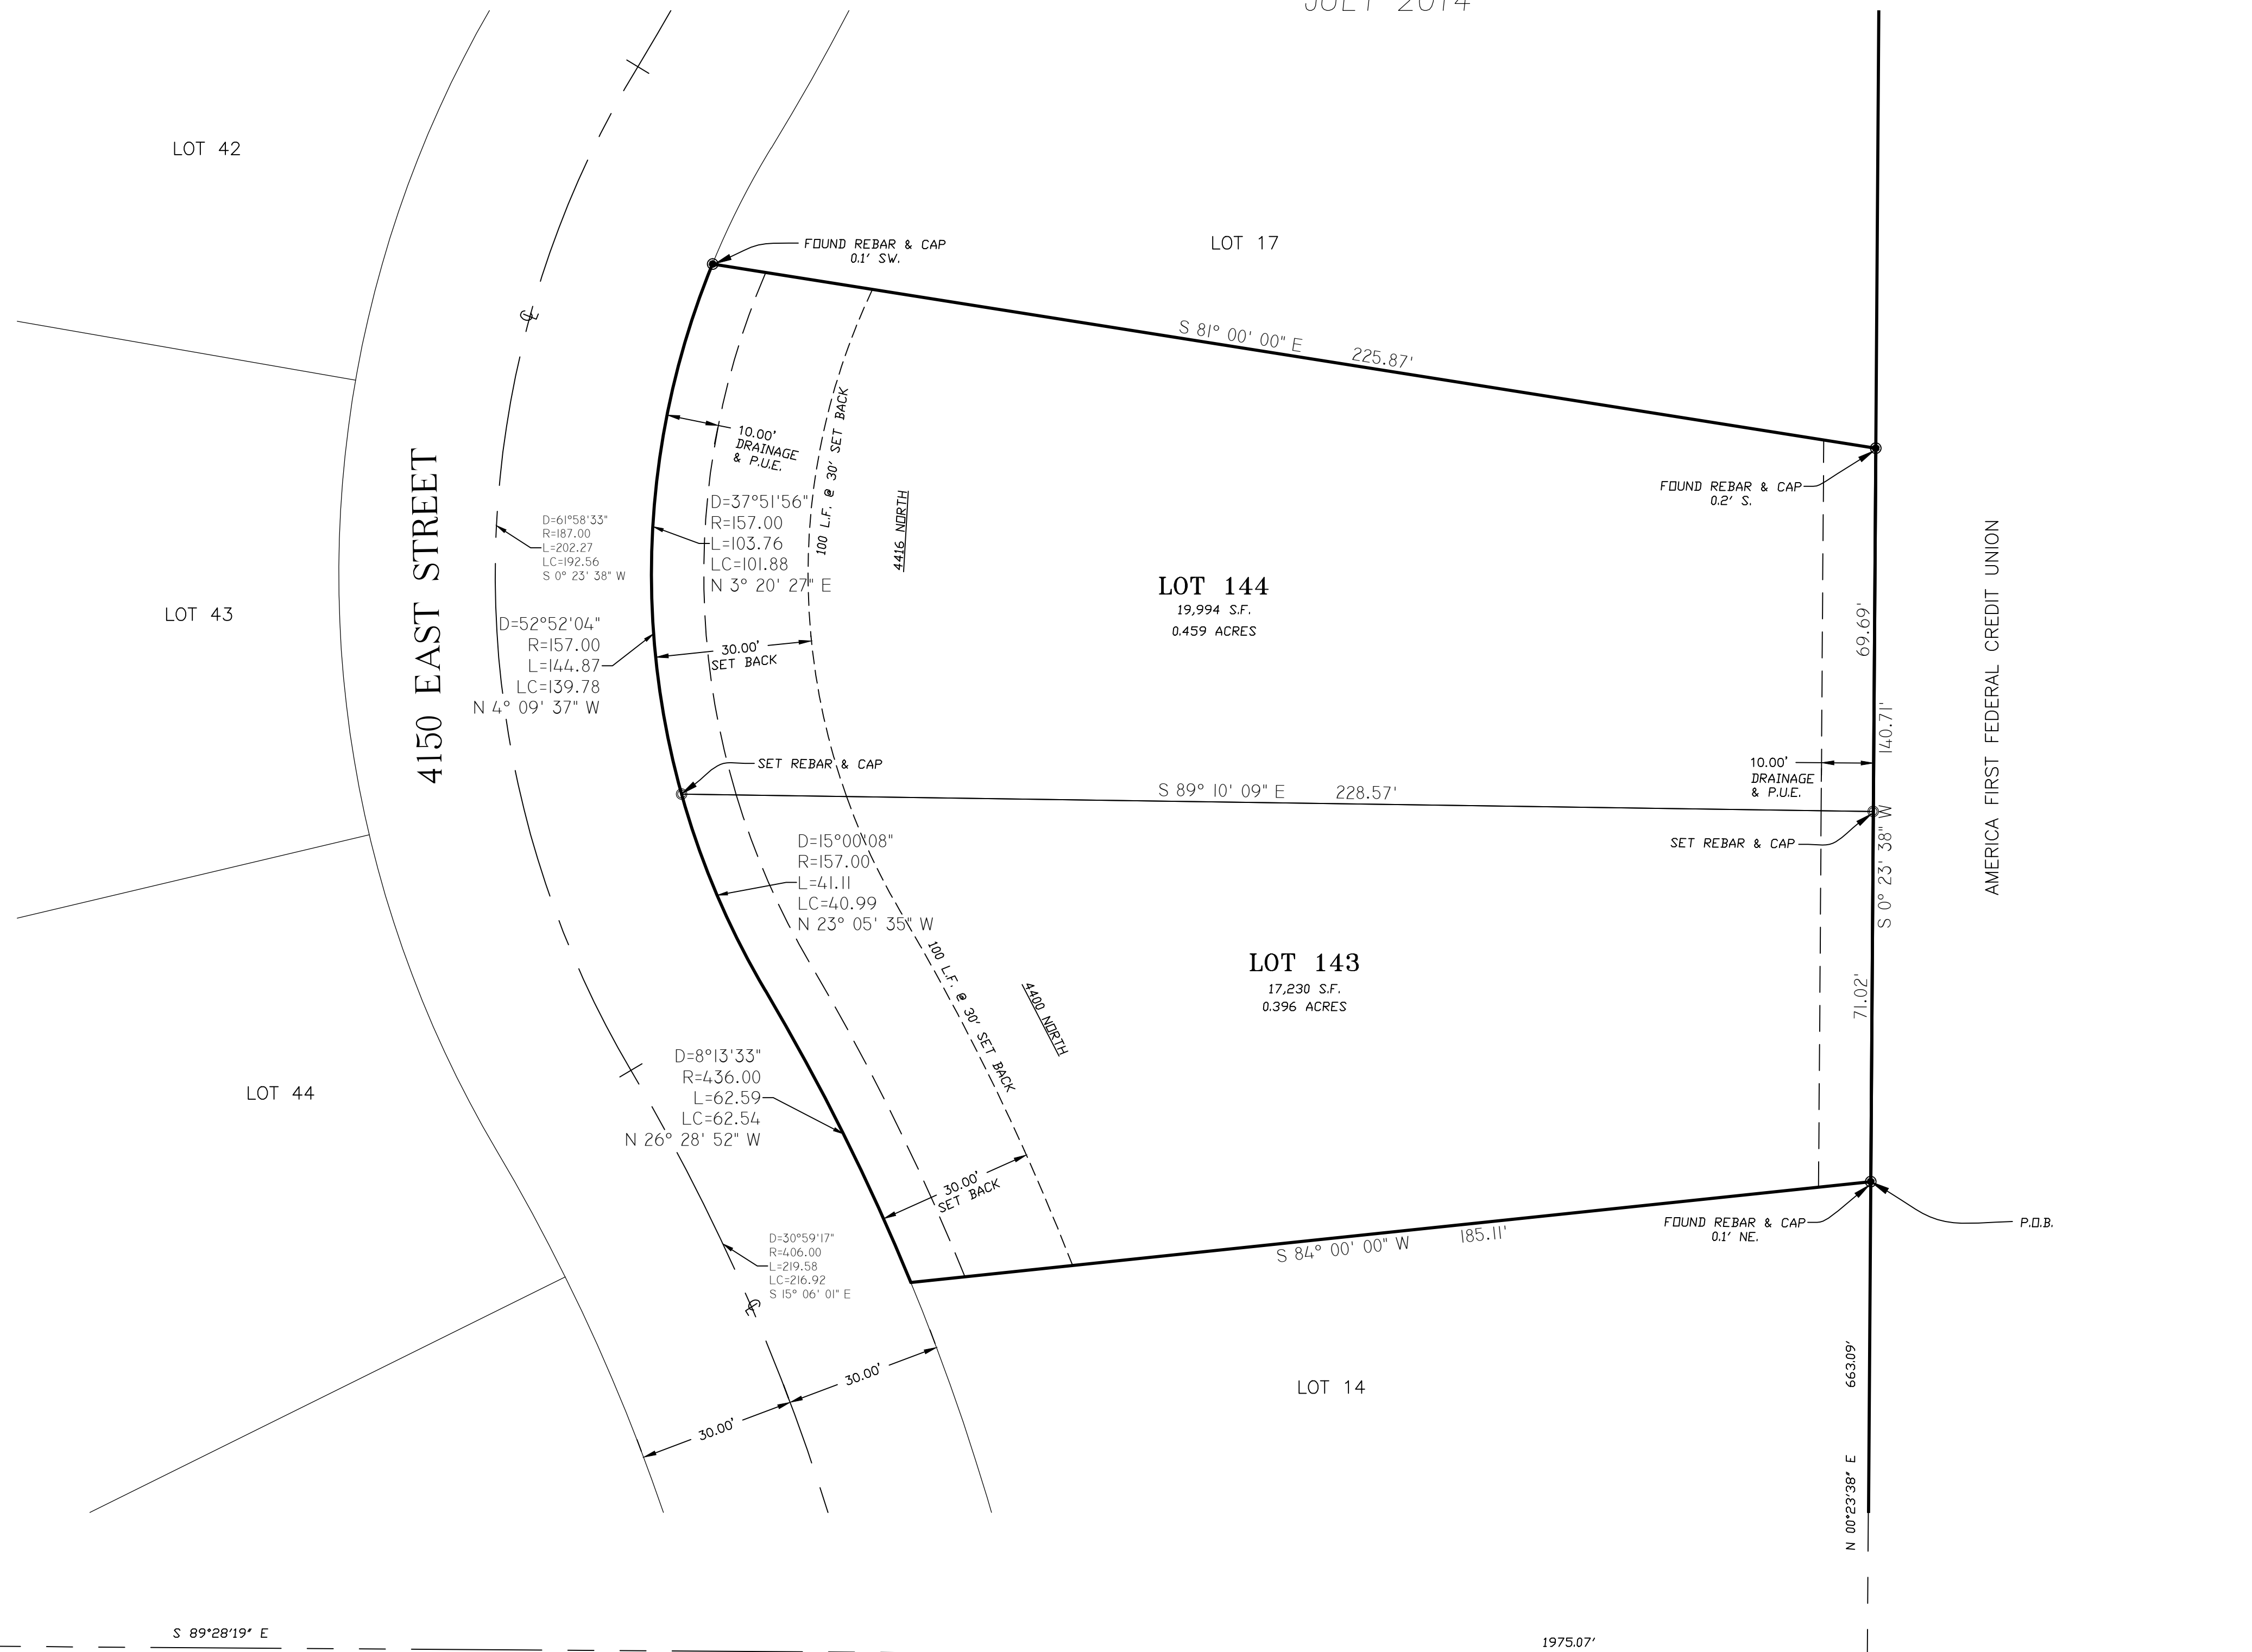 JULY 2014
LOT 42
LOT 17
FOUND REBAR & CAP
0.1' SW.
S 81° 00' 00" E 225.87'
10.00'
DRAINAGE
& P.U.E.
100 L.F. @ 30' SET BACK
4416 NORTH
FOUND REBAR & CAP
0.2' S.
4150 EAST STREET
D=61°58'33"
R=187.00
L=202.27
LC=192.56
S 0° 23' 38" W
D=37°51'56"
R=157.00
L=103.76
LC=101.88
N 3° 20' 27" E
LOT 43
D=52°52'04"
R=157.00
L=144.87
LC=139.78
N 4° 09' 37" W
30.00'
SET BACK
LOT 144
19,994 S.F.
0.459 ACRES
69.69'
140.71'
S 0° 23' 38" W
AMERICA FIRST FEDERAL CREDIT UNION
SET REBAR & CAP
10.00'
DRAINAGE
& P.U.E.
S 89° 10' 09" E 228.57'
SET REBAR & CAP
D=15°00'08"
R=157.00
L=41.11
LC=40.99
N 23° 05' 35" W
100 L.F. @ 30' SET BACK
4400 NORTH
LOT 143
17,230 S.F.
0.396 ACRES
71.02'
LOT 44
D=8°13'33"
R=436.00
L=62.59
LC=62.54
N 26° 28' 52" W
30.00'
SET BACK
S 84° 00' 00" W 185.11'
FOUND REBAR & CAP
0.1' NE.
P.O.B.
D=30°59'17"
R=406.00
L=219.58
LC=216.92
S 15° 06' 01" E
30.00'
30.00'
LOT 14
N 00°23'38" E 663.09'
S 89°28'19" E 1975.07'